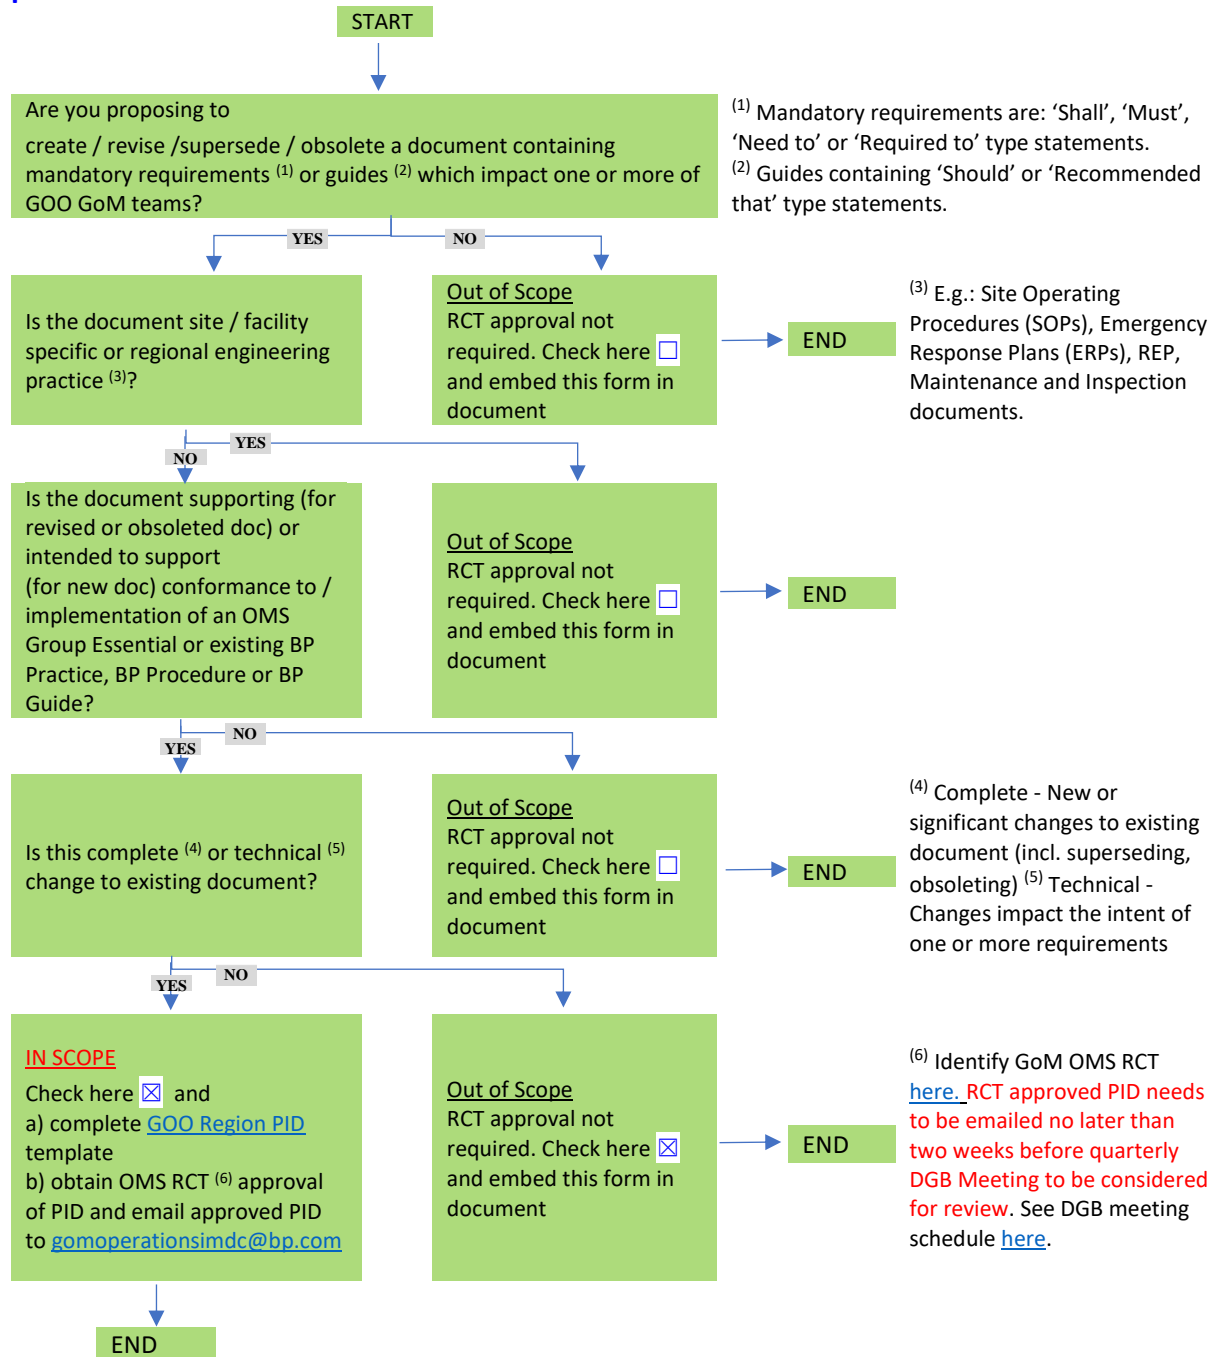 START
Are you proposing to
create / revise /supersede / obsolete a document containing
mandatory requirements (1) or guides (2) which impact one or more of
GOO GoM teams?
(1) Mandatory requirements are: ‘Shall’, ‘Must’,
‘Need to’ or ‘Required to’ type statements.
(2) Guides containing ‘Should’ or ‘Recommended
that’ type statements.
YES
NO
Is the document site / facility
specific or regional engineering
practice (3)?
Out of Scope
RCT approval not
required. Check here ☐
and embed this form in
document
END
(3) E.g.: Site Operating
Procedures (SOPs), Emergency
Response Plans (ERPs), REP,
Maintenance and Inspection
documents.
YES
NO
Is the document supporting (for
revised or obsoleted doc) or
intended to support
(for new doc) conformance to /
implementation of an OMS
Group Essential or existing BP
Practice, BP Procedure or BP
Guide?
Out of Scope
RCT approval not
required. Check here ☐
and embed this form in
document
END
NO
YES
Is this complete (4) or technical (5)
change to existing document?
Out of Scope
RCT approval not
required. Check here ☐
and embed this form in
document
END
(4) Complete - New or
significant changes to existing
document (incl. superseding,
obsoleting) (5) Technical -
Changes impact the intent of
one or more requirements
NO
YES
IN SCOPE
Check here ☒ and
a) complete GOO Region PID
template
b) obtain OMS RCT (6) approval
of PID and email approved PID
to gomoperationsimdc@bp.com
Out of Scope
RCT approval not
required. Check here ☒
and embed this form in
document
END
(6) Identify GoM OMS RCT
here. RCT approved PID needs
to be emailed no later than
two weeks before quarterly
DGB Meeting to be considered
for review. See DGB meeting
schedule here.
END